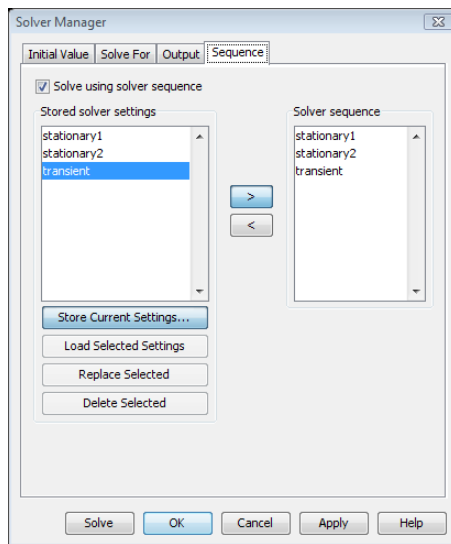 Solver Manager
Initial Value Solve For Output Sequence
Solve using solver sequence
Stored solver settings
stationary1
stationary2
transient
>
<
Solver sequence
stationary1
stationary2
transient
Store Current Settings...
Load Selected Settings
Replace Selected
Delete Selected
Solve OK Cancel Apply Help